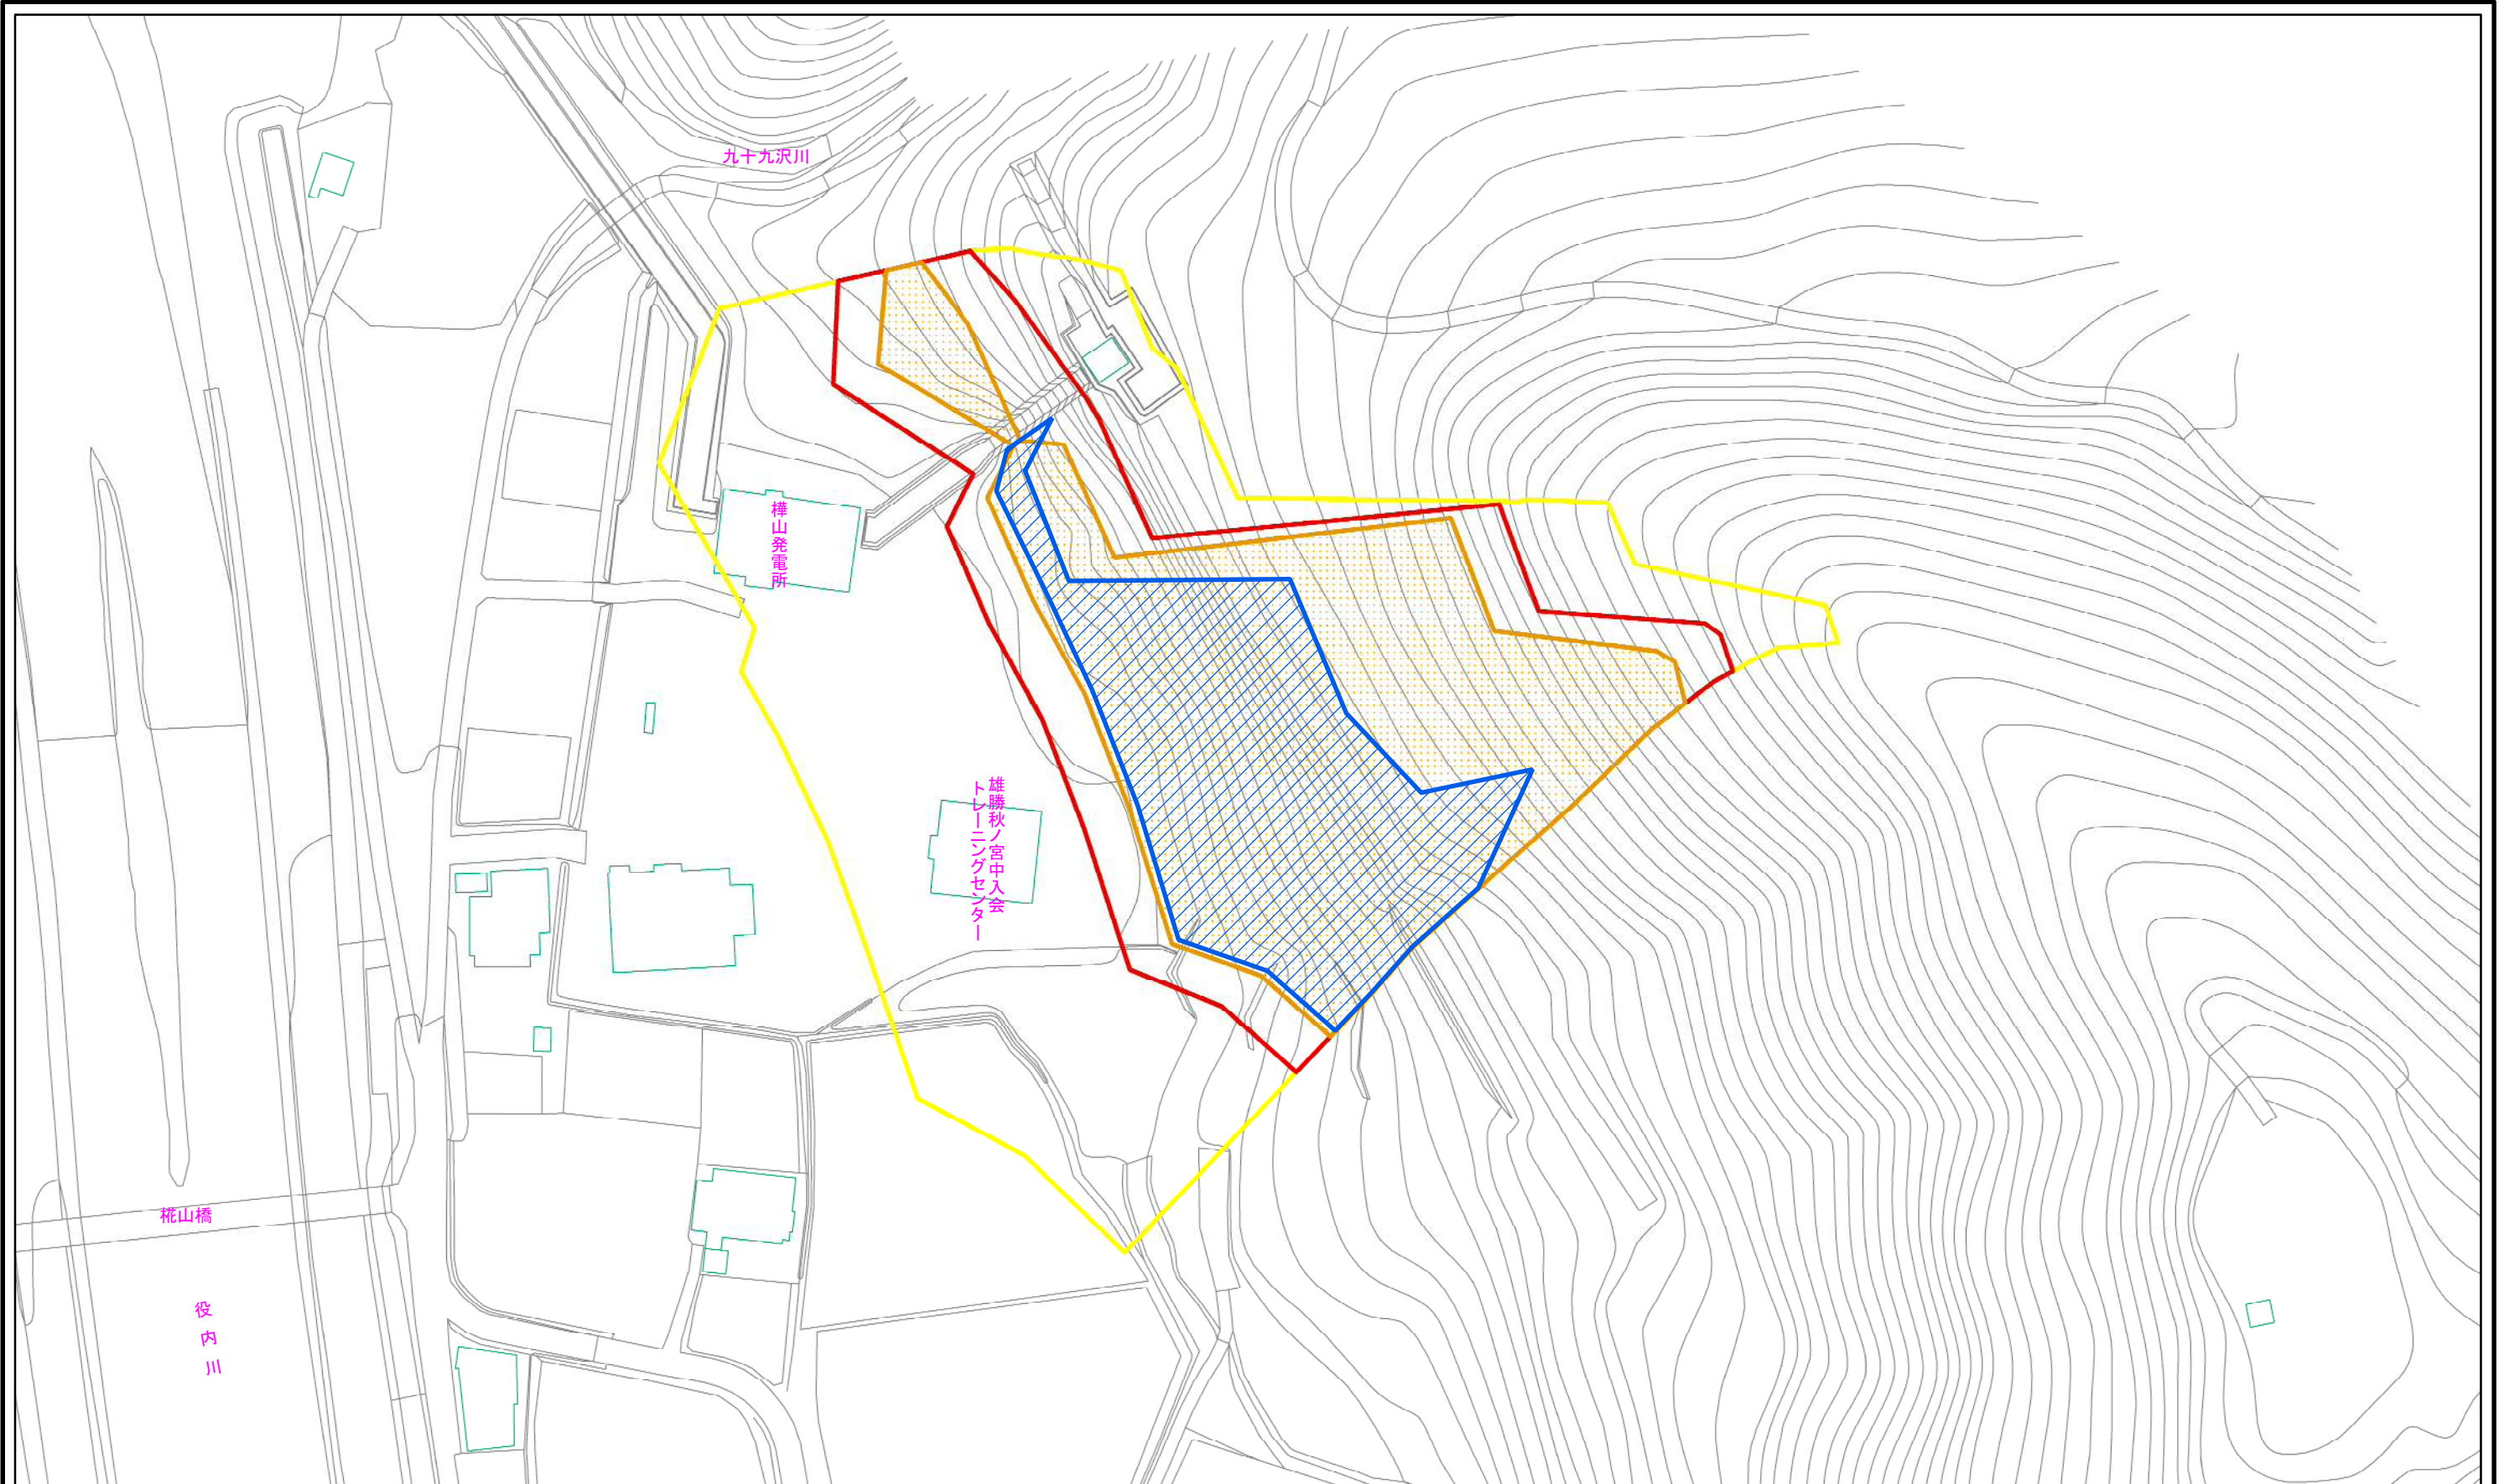 九十九沢川
樺山発電所
雄勝秋ノ宮中入会
トレーニングセンター
椛山橋
役内川